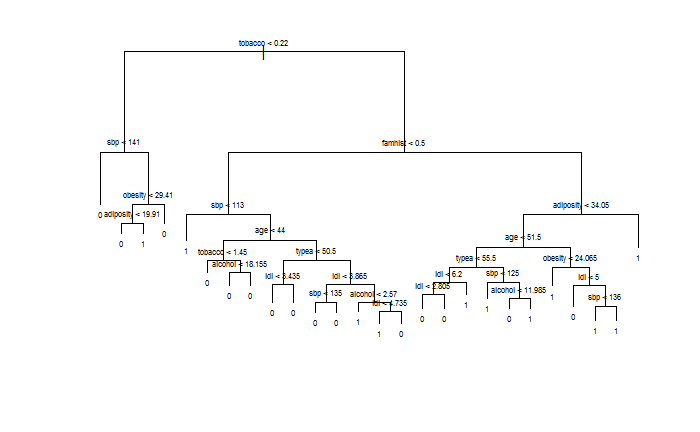 tobacco < 0.22
sbp < 141
famhist < 0.5
obesity < 29.41
sbp < 113
adiposity < 34.05
0
adiposity < 19.91
age < 44
age < 51.5
0
0
1
1
tobacco < 1.45
typea < 50.5
typea < 55.5
obesity < 24.065
1
alcohol < 18.155
0
0
0
ldl < 3.435
ldl < 3.865
ldl < 6.2
sbp < 125
ldl < 5
0
0
sbp < 135
alcohol < 2.57
ldl < 2.805
1
alcohol < 11.985
1
sbp < 136
0
0
1
ldl < 4.735
0
0
1
0
1
0
1
0
1
1